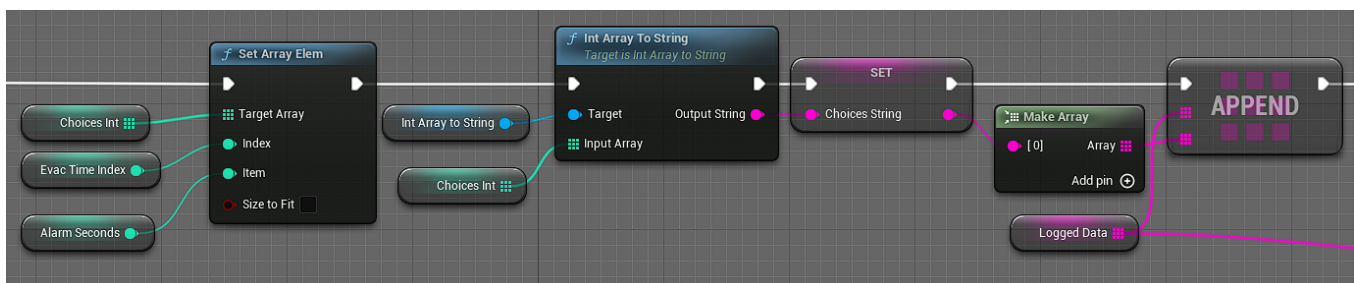 f Set Array Elem
Choices Int
Target Array
Evac Time Index
Index
Item
Alarm Seconds
Size to Fit
f Int Array To String
Target is Int Array to String
Int Array to String
Target
Output String
Choices Int
Input Array
SET
Choices String
Make Array
[0]
Array
Add pin
Logged Data
APPEND